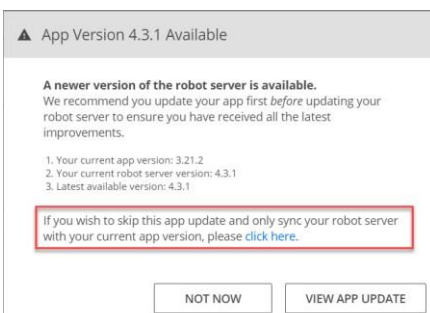 App Version 4.3.1 Available
A newer version of the robot server is available.
We recommend you update your app first before updating your
robot server to ensure you have received all the latest
improvements.
1. Your current app version: 3.21.2
2. Your current robot server version: 4.3.1
3. Latest available version: 4.3.1
If you wish to skip this app update and only sync your robot server
with your current app version, please click here.
NOT NOW
VIEW APP UPDATE